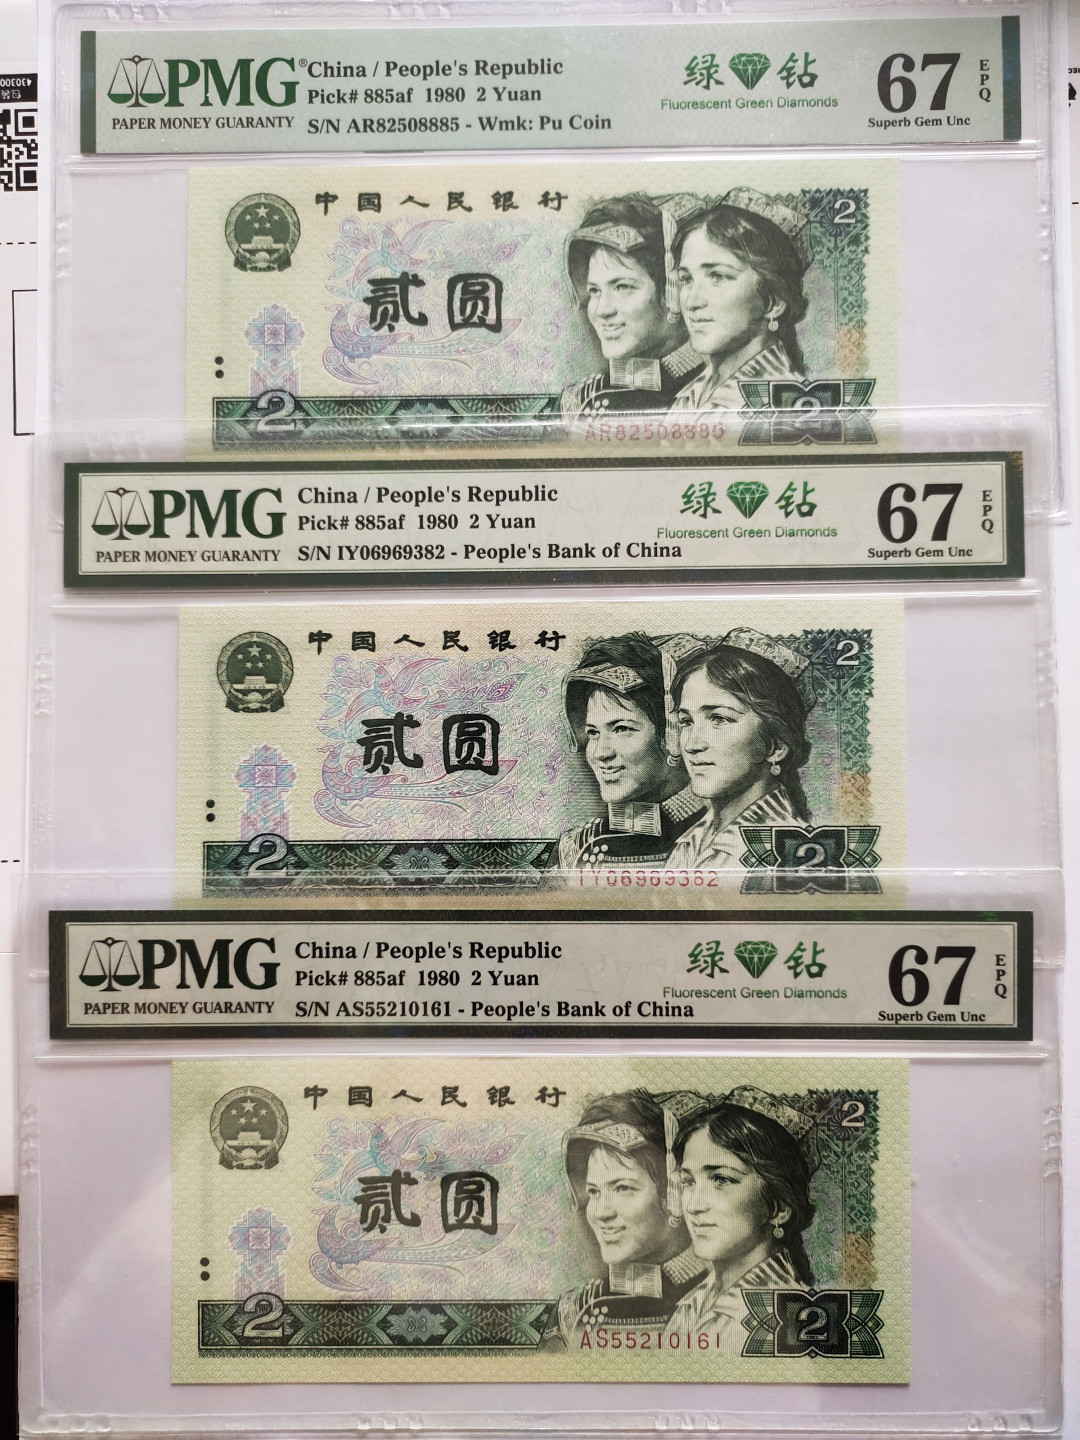 PMG®
PAPER MONEY GUARANTY
China / People's Republic
Pick# 885af 1980 2 Yuan
S/N AR82508885 - Wmk: Pu Coin
绿 钻
Fluorescent Green Diamonds
67
EPQ
Superb Gem Unc
430300
中国人民银行
2
贰圆
2
2
AR82508885
PMG
PAPER MONEY GUARANTY
China / People's Republic
Pick# 885af 1980 2 Yuan
S/N IY06969382 - People's Bank of China
绿 钻
Fluorescent Green Diamonds
67
EPQ
Superb Gem Unc
中国人民银行
2
贰圆
2
2
IY06969382
PMG
PAPER MONEY GUARANTY
China / People's Republic
Pick# 885af 1980 2 Yuan
S/N AS55210161 - People's Bank of China
绿 钻
Fluorescent Green Diamonds
67
EPQ
Superb Gem Unc
中国人民银行
2
贰圆
2
2
AS55210161